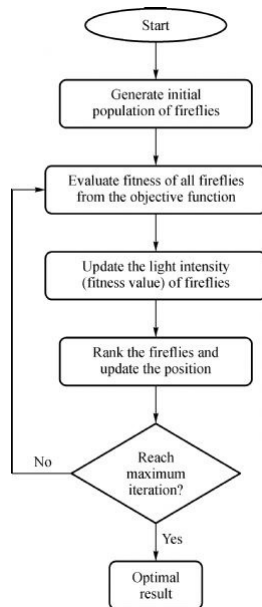 Start
Generate initial
population of fireflies
Evaluate fitness of all fireflies
from the objective function
Update the light intensity
(fitness value) of fireflies
Rank the fireflies and
update the position
Reach
maximum
iteration?
No
Yes
Optimal
result